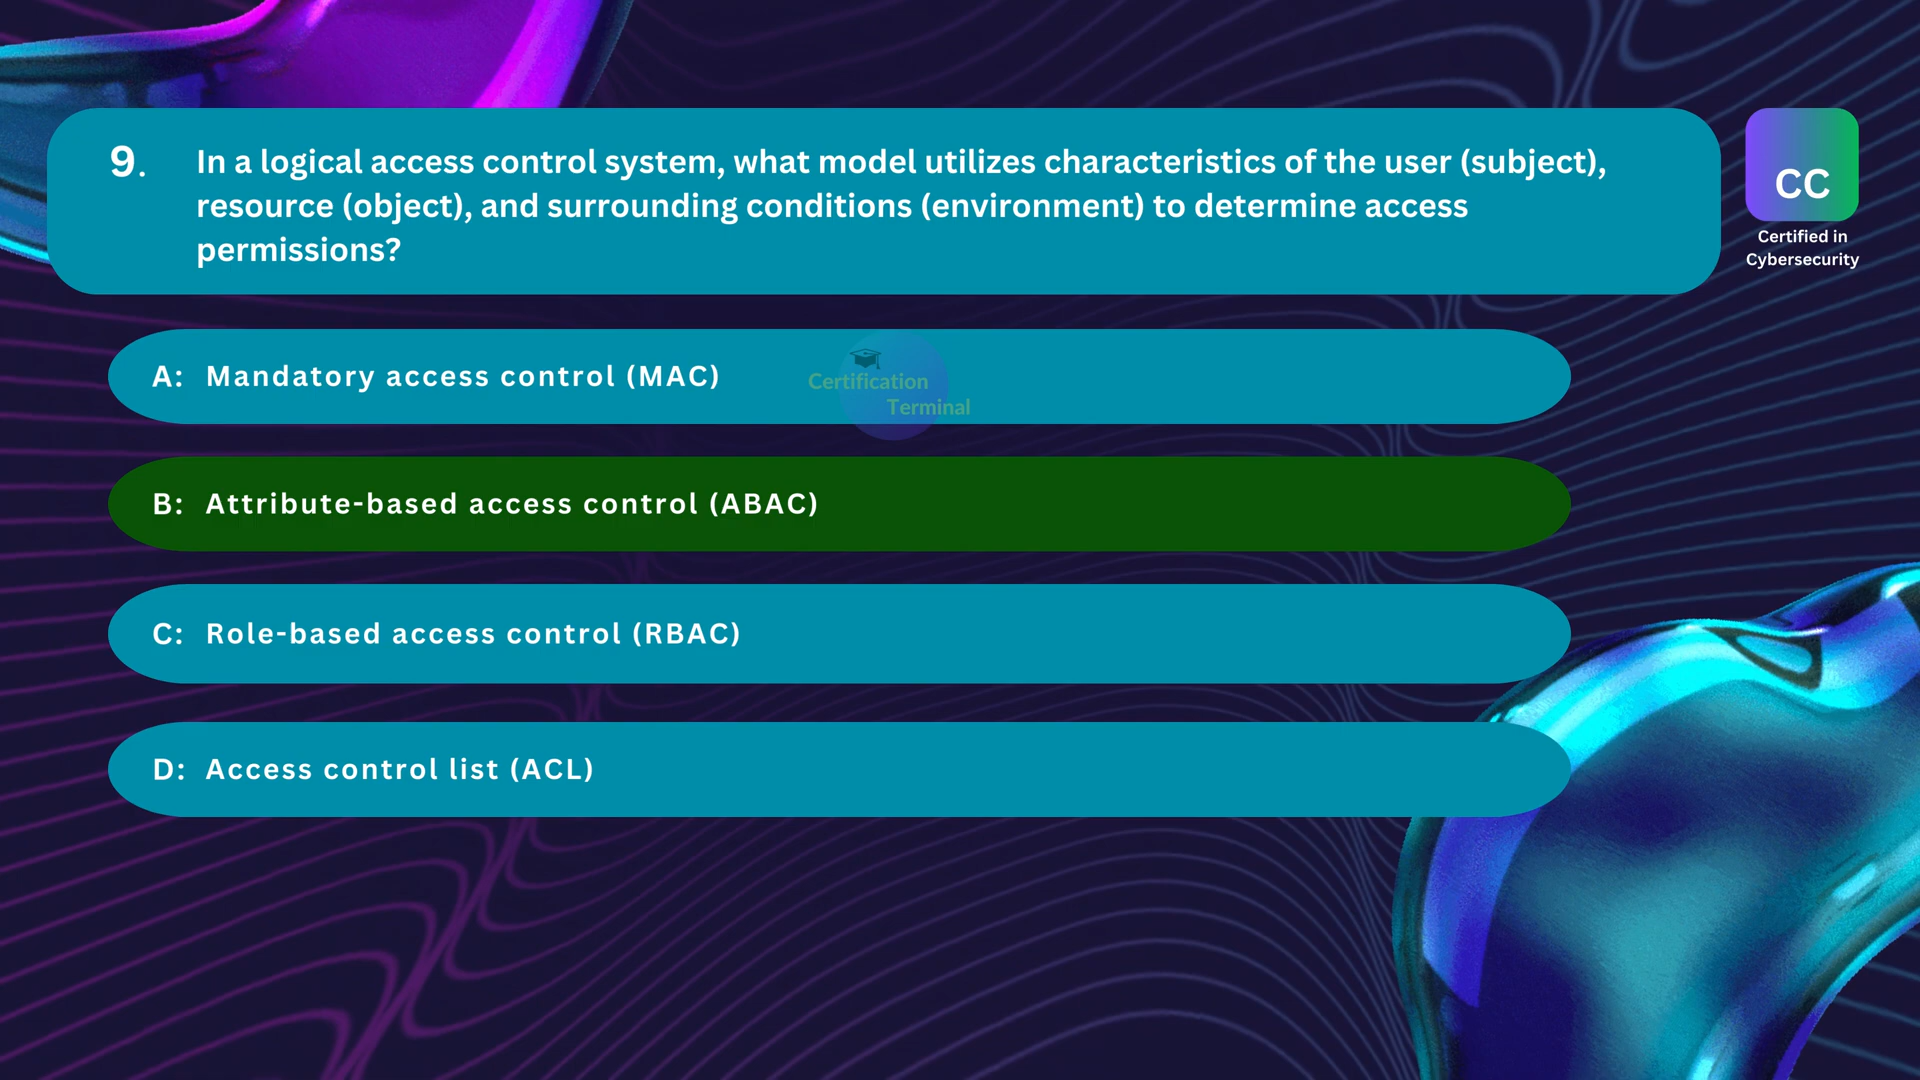 9. In a logical access control system, what model utilizes characteristics of the user (subject),
resource (object), and surrounding conditions (environment) to determine access
permissions?
CC
Certified in
Cybersecurity
A: Mandatory access control (MAC)
Certification
Terminal
B: Attribute-based access control (ABAC)
C: Role-based access control (RBAC)
D: Access control list (ACL)